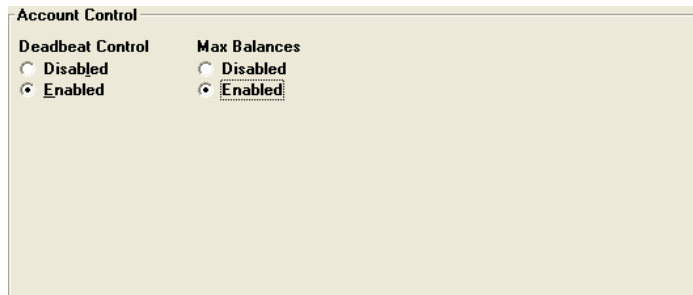 Account Control
Deadbeat Control Max Balances
Disabled Disabled
Enabled Enabled